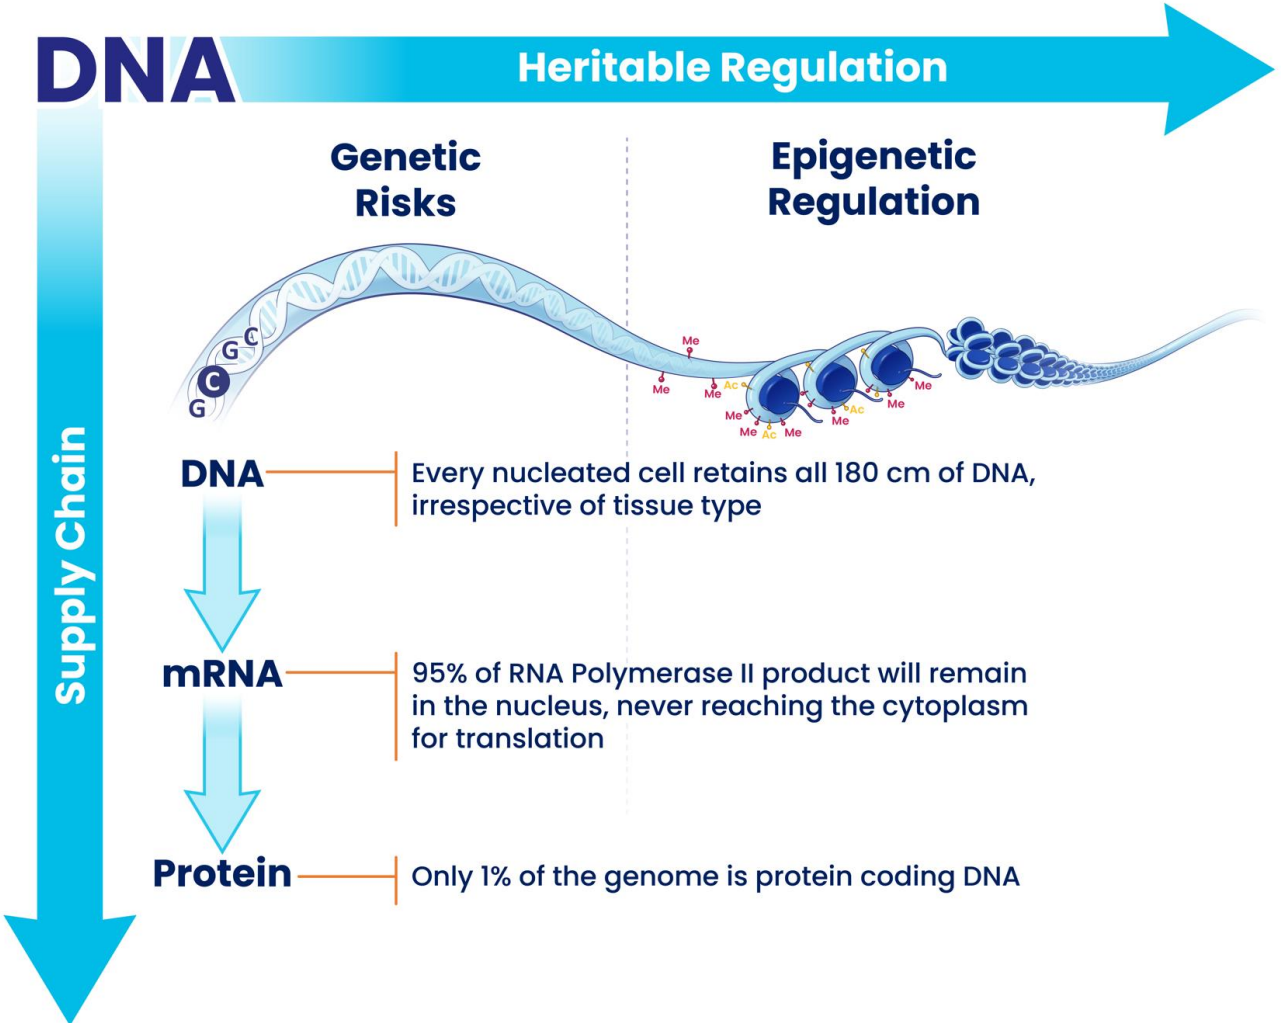 DNA
Heritable Regulation
Genetic
Risks
Epigenetic
Regulation
C
G
C
G
Me
Me
Me
Ac
Me
Me
Ac
Me
Me
Ac
Me
Me
Supply Chain
DNA
Every nucleated cell retains all 180 cm of DNA,
irrespective of tissue type
mRNA
95% of RNA Polymerase II product will remain
in the nucleus, never reaching the cytoplasm
for translation
Protein
Only 1% of the genome is protein coding DNA